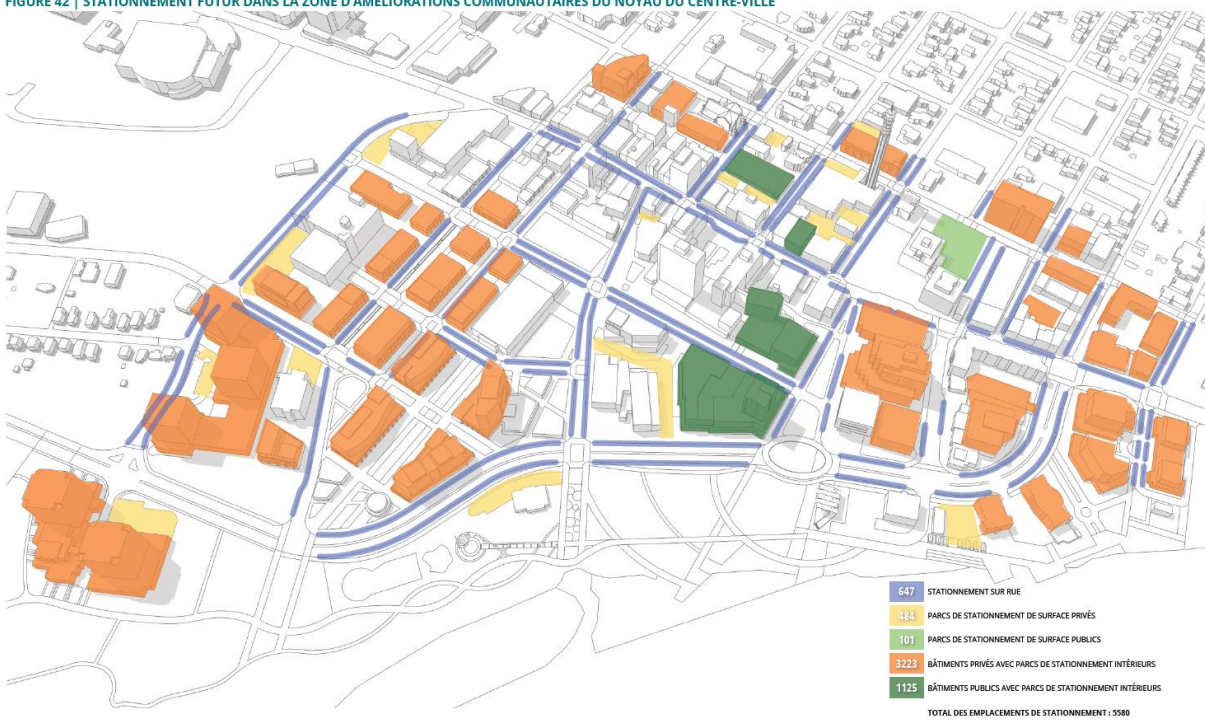 FIGURE 42 | STATIONNEMENT FUTUR DANS LA ZONE D'AMÉLIORATIONS COMMUNAUTAIRES DU NOYAU DU CENTRE-VILLE
647 STATIONNEMENT SUR RUE
484 PARCS DE STATIONNEMENT DE SURFACE PRIVÉS
101 PARCS DE STATIONNEMENT DE SURFACE PUBLICS
3223 BÂTIMENTS PRIVÉS AVEC PARCS DE STATIONNEMENT INTÉRIEURS
1125 BÂTIMENTS PUBLICS AVEC PARCS DE STATIONNEMENT INTÉRIEURS
TOTAL DES EMPLACEMENTS DE STATIONNEMENT : 5580